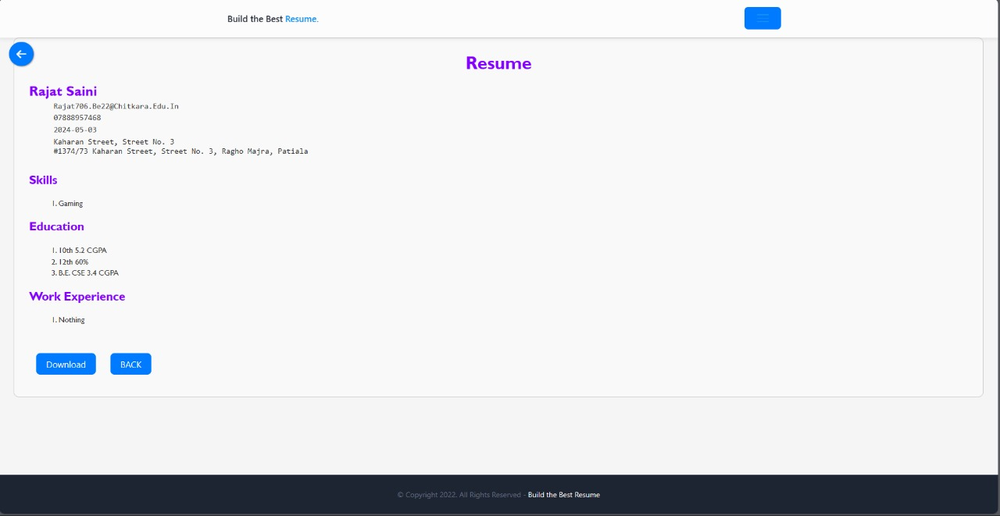 Build the Best Resume.
Resume
Rajat Saini
Rajat706.Be22@Chitkara.Edu.In
07888957468
2024-05-03
Kaharan Street, Street No. 3
#1374/73 Kaharan Street, Street No. 3, Ragho Majra, Patiala
Skills
1. Gaming
Education
1. 10th 5.2 CGPA
2. 12th 60%
3. B.E. CSE 3.4 CGPA
Work Experience
1. Nothing
Download BACK
© Copyright 2022. All Rights Reserved - Build the Best Resume